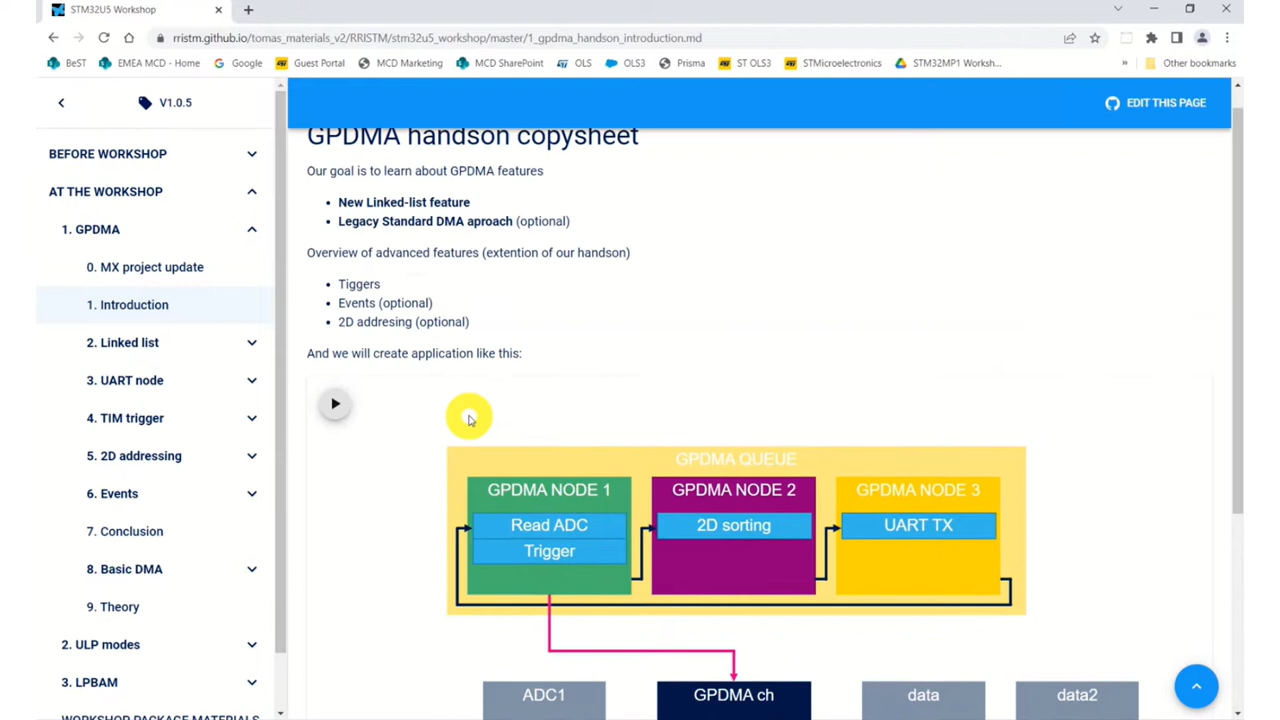 STM32U5 Workshop
rristm.github.io/tomas_materials_v2/RRISTM/stm32u5_workshop/master/1_gpdma_handson_introduction.md
BeST
EMEA MCD - Home
Google
Guest Portal
MCD Marketing
MCD SharePoint
OLS
OLS3
Prisma
ST OLS3
STMicroelectronics
STM32MP1 Worksh...
Other bookmarks
V1.0.5
EDIT THIS PAGE
BEFORE WORKSHOP
AT THE WORKSHOP
1. GPDMA
0. MX project update
1. Introduction
2. Linked list
3. UART node
4. TIM trigger
5. 2D addressing
6. Events
7. Conclusion
8. Basic DMA
9. Theory
2. ULP modes
3. LPBAM
WORKSHOP PACKAGE MATERIALS
GPDMA handson copysheet
Our goal is to learn about GPDMA features
• New Linked-list feature
• Legacy Standard DMA aproach (optional)
Overview of advanced features (extention of our handson)
• Tiggers
• Events (optional)
• 2D addresing (optional)
And we will create application like this:
GPDMA QUEUE
GPDMA NODE 1
GPDMA NODE 2
GPDMA NODE 3
Read ADC
2D sorting
UART TX
Trigger
ADC1
GPDMA ch
data
data2